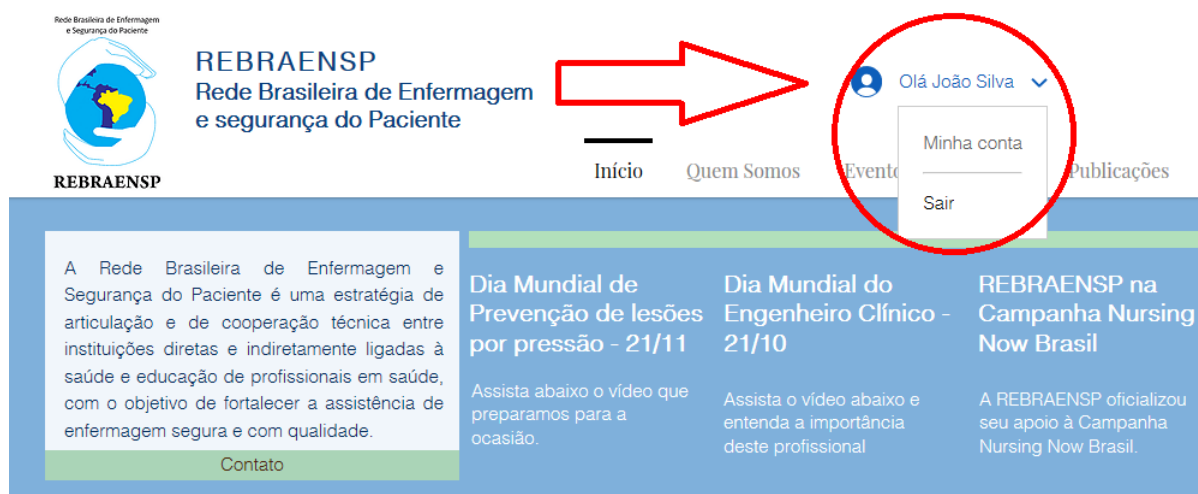 Rede Brasileira de Enfermagem
e Segurança do Paciente
REBRAENSP
REBRAENSP
Rede Brasileira de Enfermagem
e segurança do Paciente
Olá João Silva
Minha conta
Sair
Início Quem Somos Evento Publicações
A Rede Brasileira de Enfermagem e
Segurança do Paciente é uma estratégia de
articulação e de cooperação técnica entre
instituições diretas e indiretamente ligadas à
saúde e educação de profissionais em saúde,
com o objetivo de fortalecer a assistência de
enfermagem segura e com qualidade.
Contato
Dia Mundial de
Prevenção de lesões
por pressão - 21/11
Assista abaixo o vídeo que
preparamos para a
ocasião.
Dia Mundial do
Engenheiro Clínico -
21/10
Assista o vídeo abaixo e
entenda a importância
deste profissional
REBRAENSP na
Campanha Nursing
Now Brasil
A REBRAENSP oficializou
seu apoio à Campanha
Nursing Now Brasil.